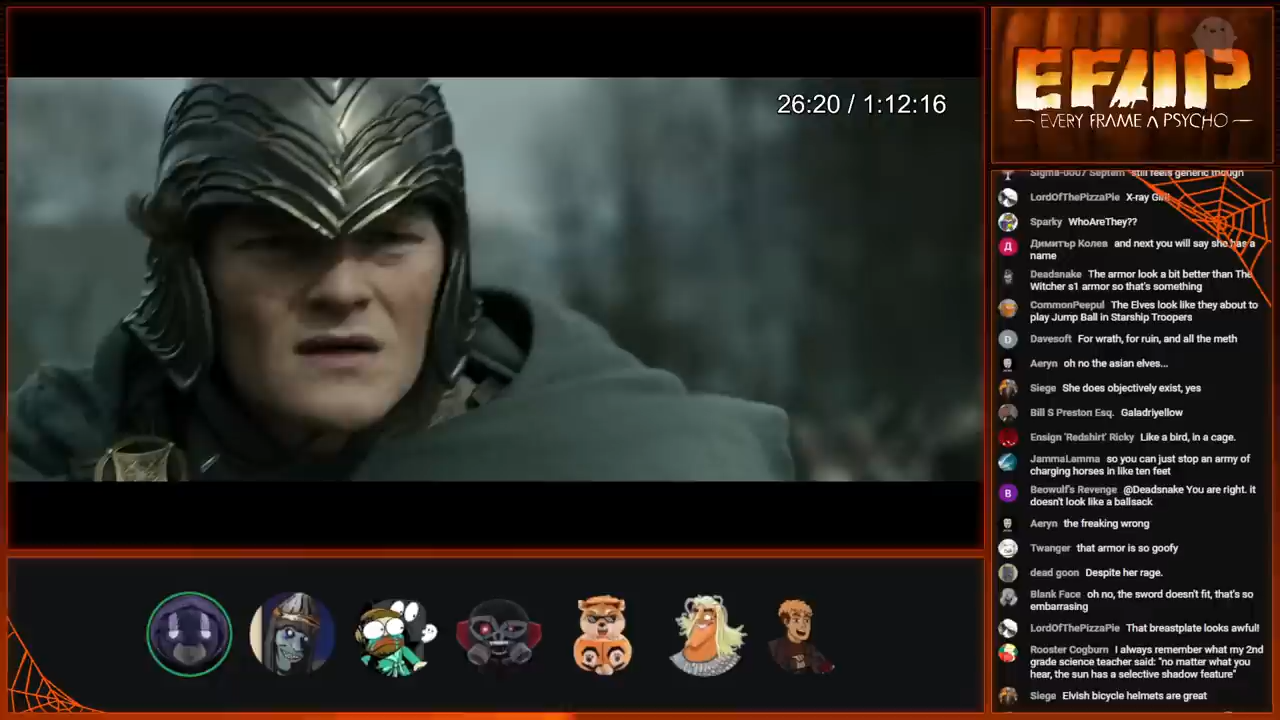 26:20 / 1:12:16
EFAP
EVERY FRAME A PSYCHO
Sigma-0007 Septem still feels generic though
LordOfThePizzaPie X-ray Girl
Sparky WhoAreThey??
Димитър Колев and next you will say she has a
name
Deadsnake The armor look a bit better than The
Witcher s1 armor so that's something
CommonPeepul The Elves look like they about to
play Jump Ball in Starship Troopers
Davesoft For wrath, for ruin, and all the meth
Aeryn oh no the asian elves...
Siege She does objectively exist, yes
Bill S Preston Esq. Galadriyellow
Ensign 'Redshirt' Ricky Like a bird, in a cage.
JammaLamma so you can just stop an army of
charging horses in like ten feet
Beowulf's Revenge @Deadsnake You are right. it
doesn't look like a ballsack
Aeryn the freaking wrong
Twanger that armor is so goofy
dead goon Despite her rage.
Blank Face oh no, the sword doesn't fit, that's so
embarrasing
LordOfThePizzaPie That breastplate looks awful!
Rooster Cogburn I always remember what my 2nd
grade science teacher said: "no matter what you
hear, the sun has a selective shadow feature"
Siege Elvish bicycle helmets are great